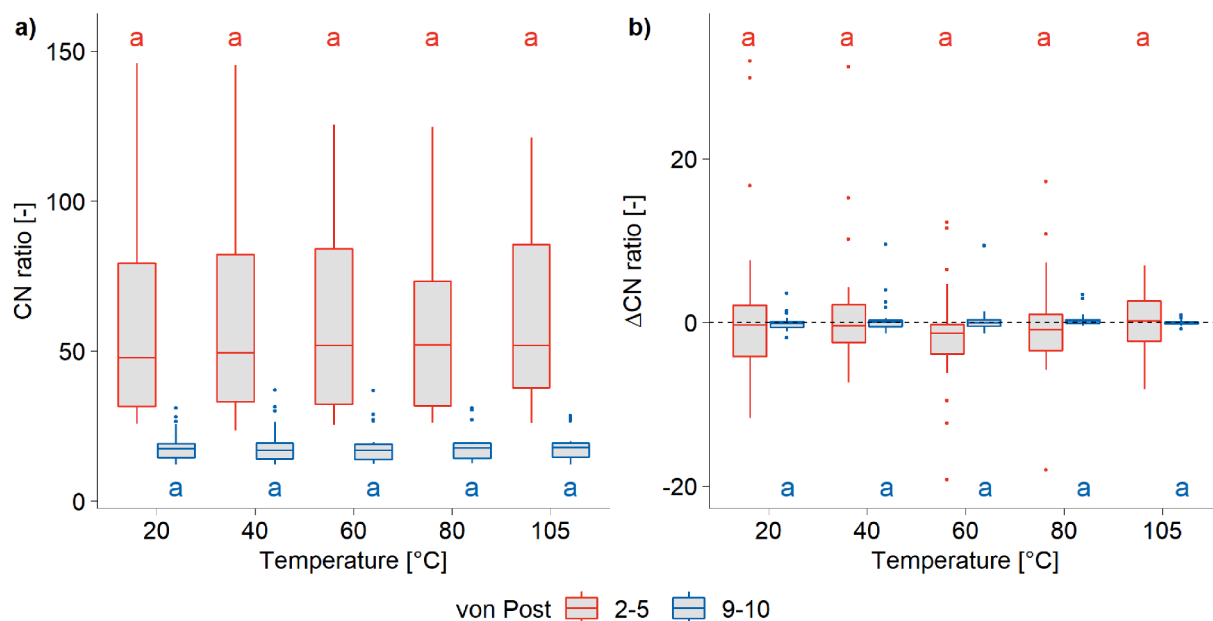 a)
a a a a a
150
100
50
0
CN ratio [-]
a a a a a
20 40 60 80 105
Temperature [°C]
b)
a a a a a
20
0
-20
ΔCN ratio [-]
a a a a a
20 40 60 80 105
Temperature [°C]
von Post 2-5 9-10